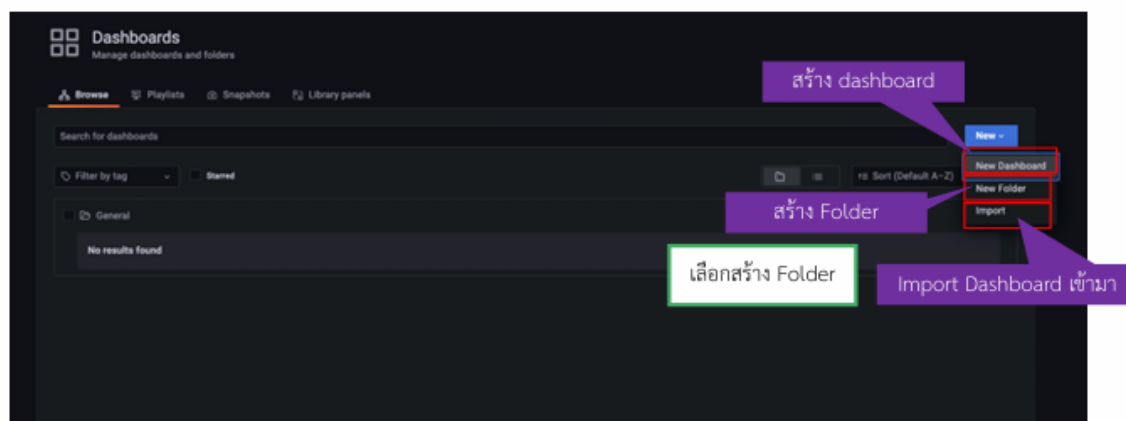 Dashboards
Manage dashboards and folders
สร้าง dashboard
Browse Playlists Snapshots Library panels
Search for dashboards New
Filter by tag Starred Sort (Default A–Z) New Dashboard
New Folder
General สร้าง Folder Import
No results found
เลือกสร้าง Folder
Import Dashboard เข้ามา